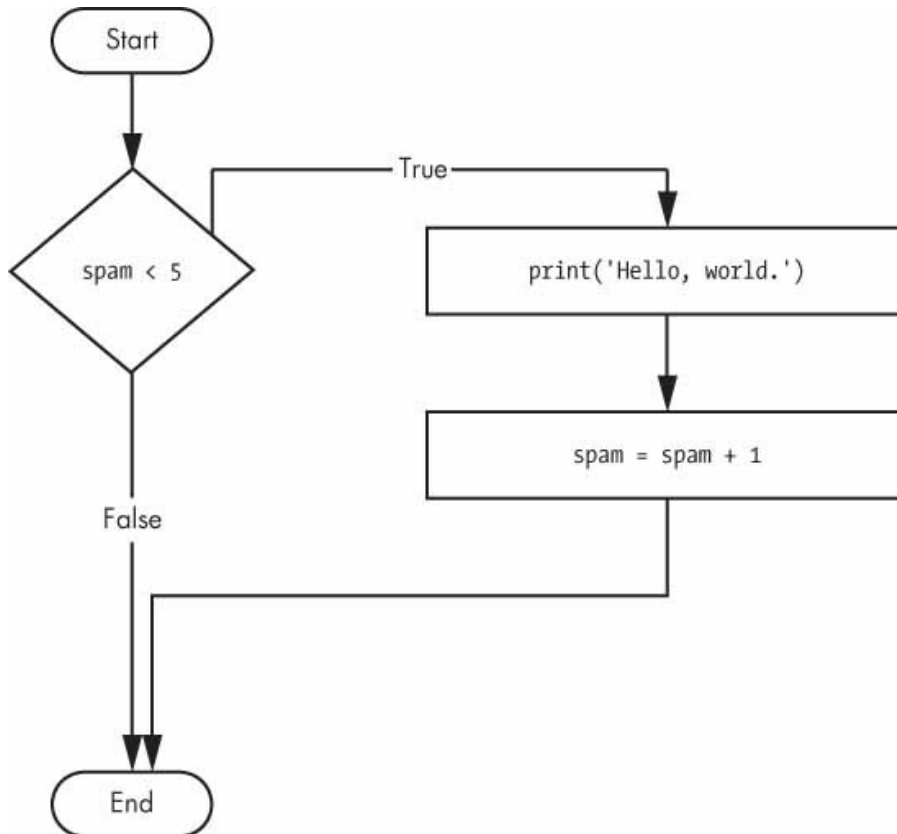 Start
True
spam < 5
print('Hello, world.')
spam = spam + 1
False
End